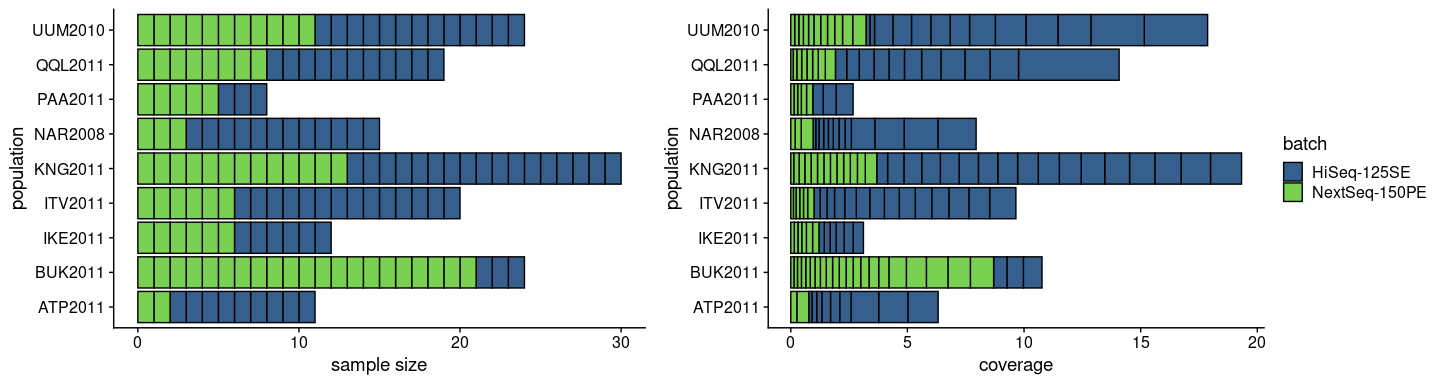 population
UUM2010
QQL2011
PAA2011
NAR2008
KNG2011
ITV2011
IKE2011
BUK2011
ATP2011
0 10 20 30
sample size
population
UUM2010
QQL2011
PAA2011
NAR2008
KNG2011
ITV2011
IKE2011
BUK2011
ATP2011
0 5 10 15 20
coverage
batch
HiSeq-125SE
NextSeq-150PE